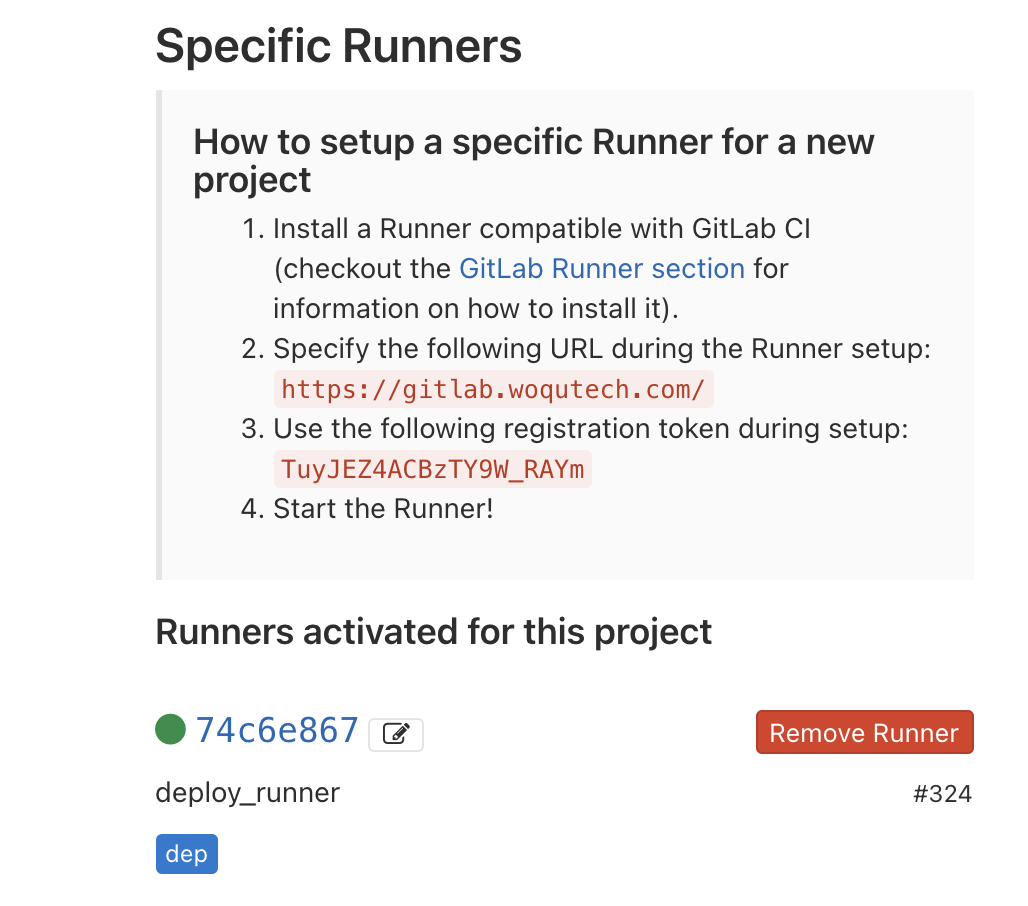 Specific Runners
How to setup a specific Runner for a new
project
1. Install a Runner compatible with GitLab CI
(checkout the GitLab Runner section for
information on how to install it).
2. Specify the following URL during the Runner setup:
https://gitlab.woqutech.com/
3. Use the following registration token during setup:
TuyJEZ4ACBzTY9W_RAYm
4. Start the Runner!
Runners activated for this project
74c6e867
Remove Runner
deploy_runner
#324
dep